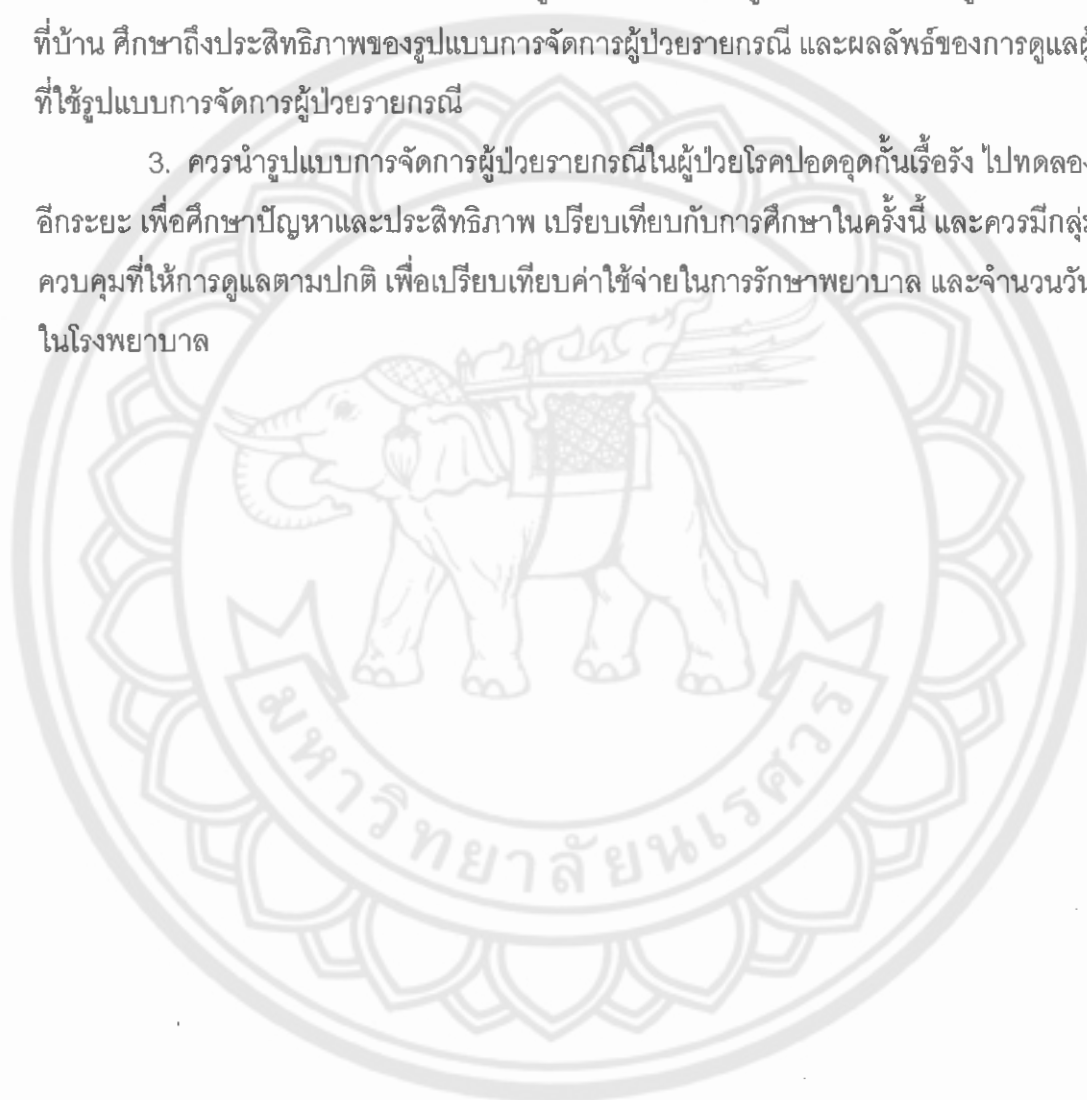 ที่บ้าน ศึกษาถึงประสิทธิภาพของรูปแบบการจัดการผู้ป่วยรายกรณี และผลลัพธ์ของการดูแล
ที่ใช้รูปแบบการจัดการผู้ป่วยรายกรณี
3. ควรนำรูปแบบการจัดการผู้ป่วยรายกรณีในผู้ป่วยโรคปอดอุดกั้นเรื้อรัง ไปทดลอง
อีกระยะ เพื่อศึกษาปัญหาและประสิทธิภาพ เปรียบเทียบกับการศึกษาในครั้งนี้ และควรมี
ควบคุมที่ให้การดูแลตามปกติ เพื่อเปรียบเทียบค่าใช้จ่ายในการรักษาพยาบาล และจำนวนวัน
ในโรงพยาบาล
มหาวิทยาลัยนเรศวร